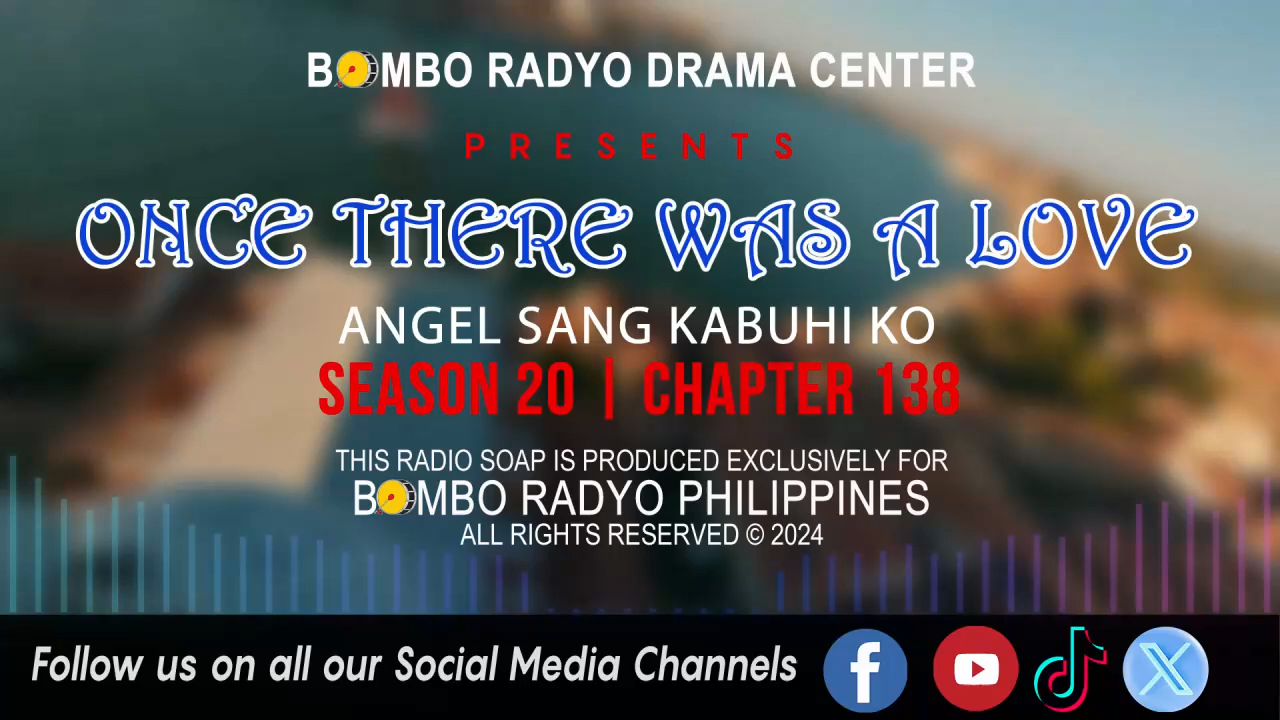 BOMBO RADYO DRAMA CENTER
PRESENTS
ONCE THERE WAS A LOVE
ANGEL SANG KABUHI KO
SEASON 20 | CHAPTER 138
THIS RADIO SOAP IS PRODUCED EXCLUSIVELY FOR
BOMBO RADYO PHILIPPINES
ALL RIGHTS RESERVED © 2024
Follow us on all our Social Media Channels